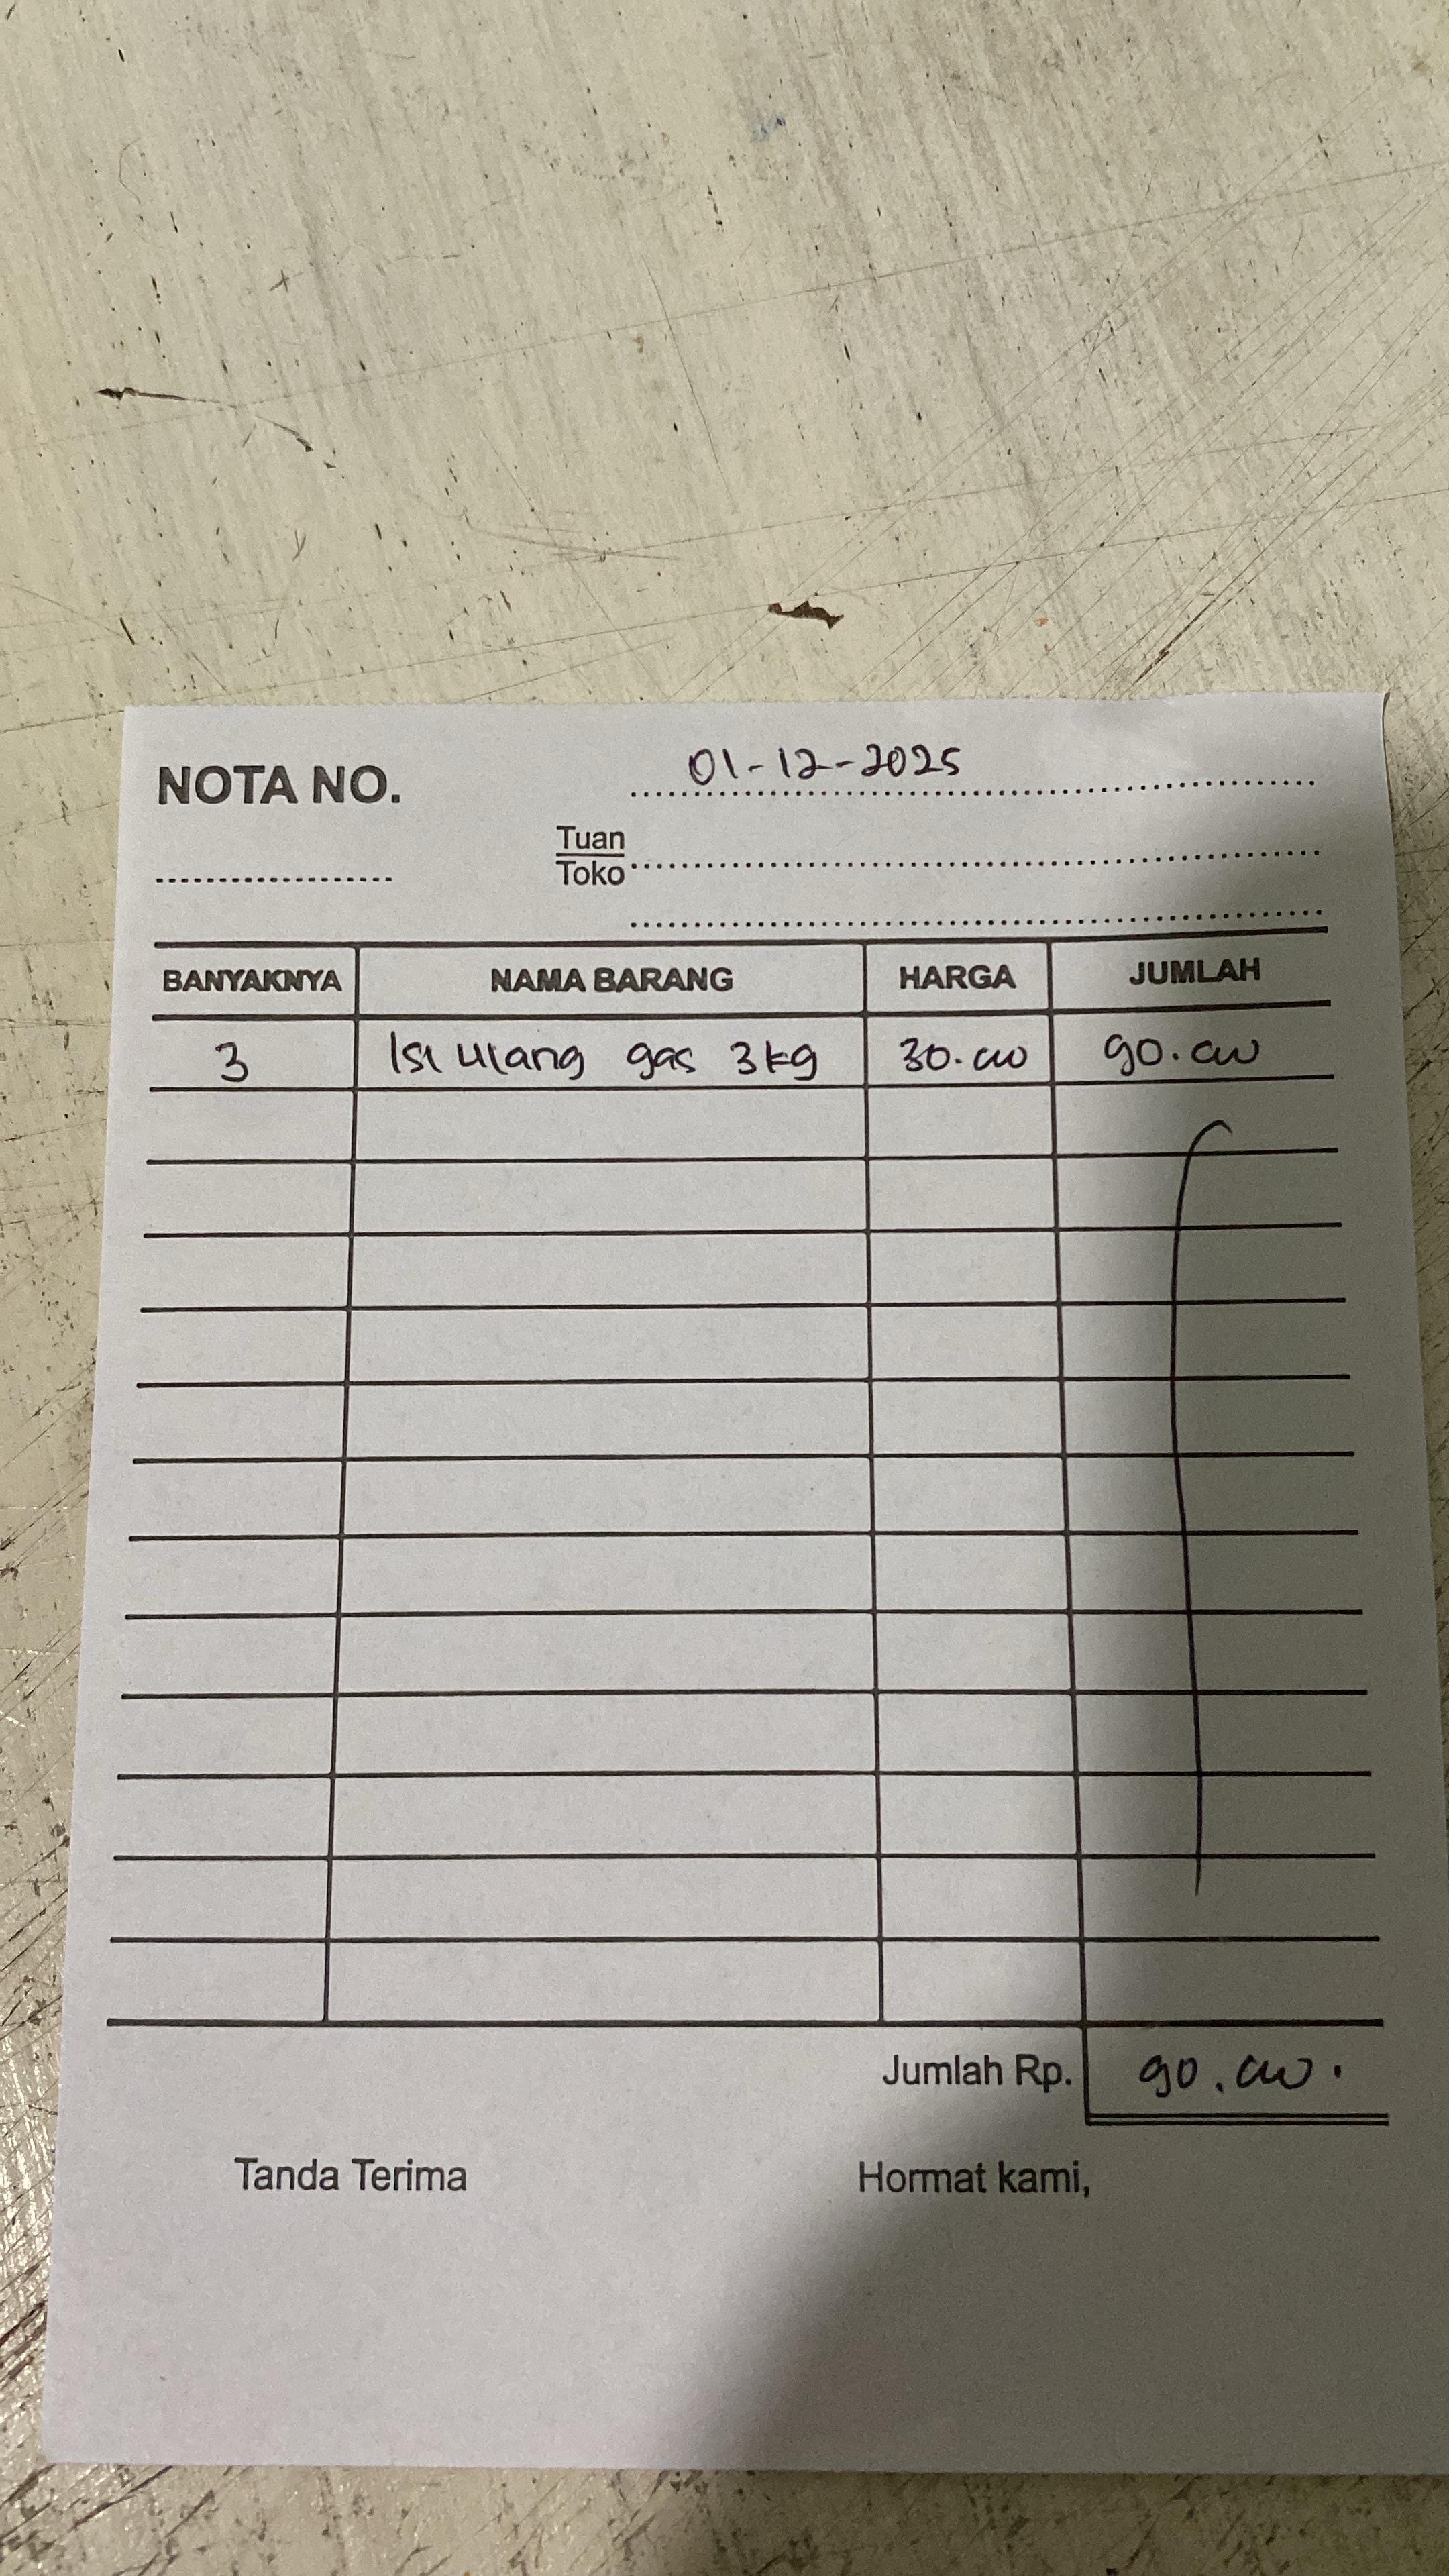 NOTA NO.
01-12-2025
Tuan
Toko
BANYAKNYA NAMA BARANG HARGA JUMLAH
3 Isi ulang gas 3kg 30.000 90.000
Jumlah Rp. 90.000.
Tanda Terima Hormat kami,